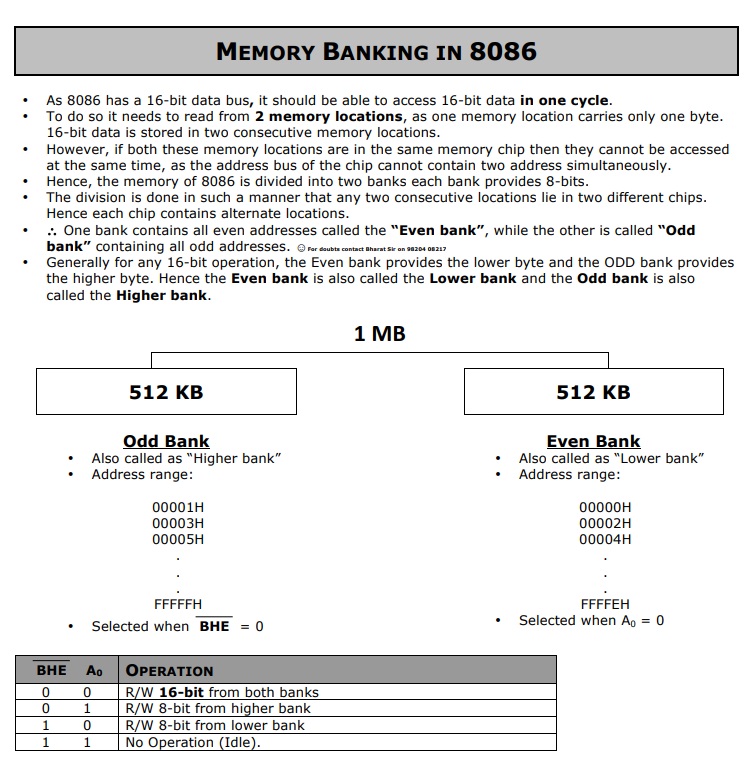 MEMORY BANKING IN 8086
• As 8086 has a 16-bit data bus, it should be able to access 16-bit data in one cycle.
• To do so it needs to read from 2 memory locations, as one memory location carries only one byte.
16-bit data is stored in two consecutive memory locations.
• However, if both these memory locations are in the same memory chip then they cannot be accessed
at the same time, as the address bus of the chip cannot contain two address simultaneously.
• Hence, the memory of 8086 is divided into two banks each bank provides 8-bits.
• The division is done in such a manner that any two consecutive locations lie in two different chips.
Hence each chip contains alternate locations.
• ∴ One bank contains all even addresses called the “Even bank”, while the other is called “Odd
bank” containing all odd addresses. ☺ For doubts contact Bharat Sir on 98204 08217
• Generally for any 16-bit operation, the Even bank provides the lower byte and the ODD bank provides
the higher byte. Hence the Even bank is also called the Lower bank and the Odd bank is also
called the Higher bank.
1 MB
512 KB
Odd Bank
• Also called as “Higher bank”
• Address range:
00001H
00003H
00005H
.
.
.
FFFFFH
• Selected when B̅H̅E̅ = 0
512 KB
Even Bank
• Also called as “Lower bank”
• Address range:
00000H
00002H
00004H
.
.
.
FFFFEH
• Selected when A₀ = 0
B̅H̅E̅ A₀ OPERATION
0 0 R/W 16-bit from both banks
0 1 R/W 8-bit from higher bank
1 0 R/W 8-bit from lower bank
1 1 No Operation (Idle).